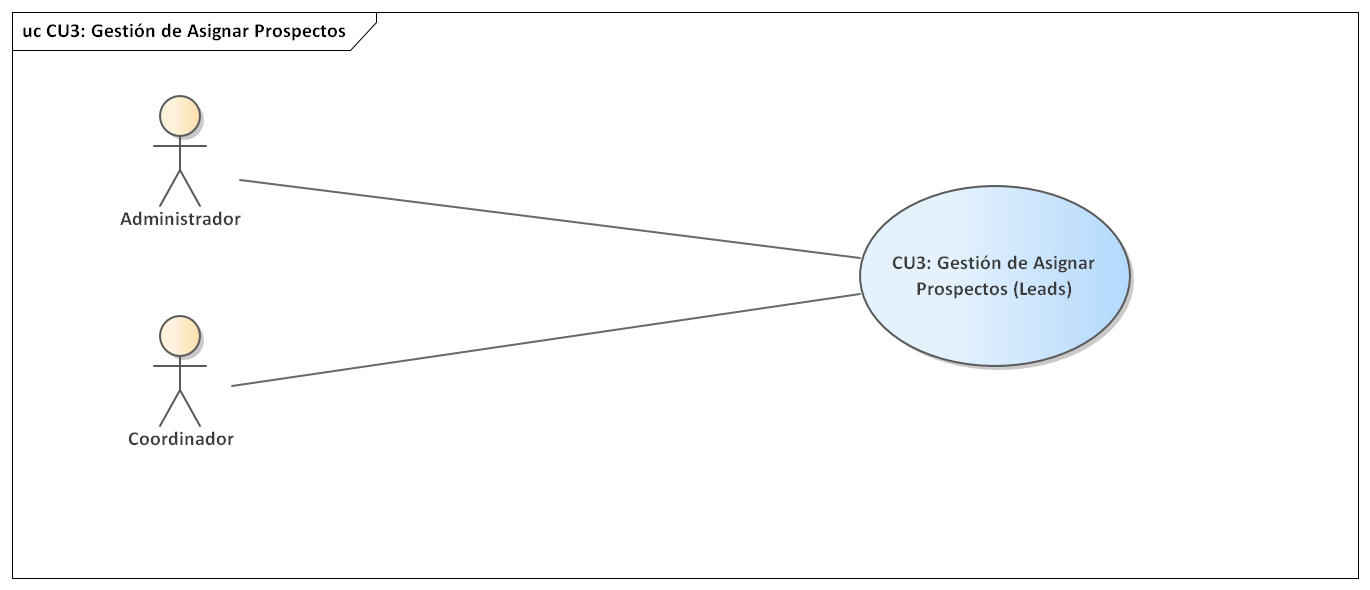 uc CU3: Gestión de Asignar Prospectos
Administrador
CU3: Gestión de Asignar
Prospectos (Leads)
Coordinador